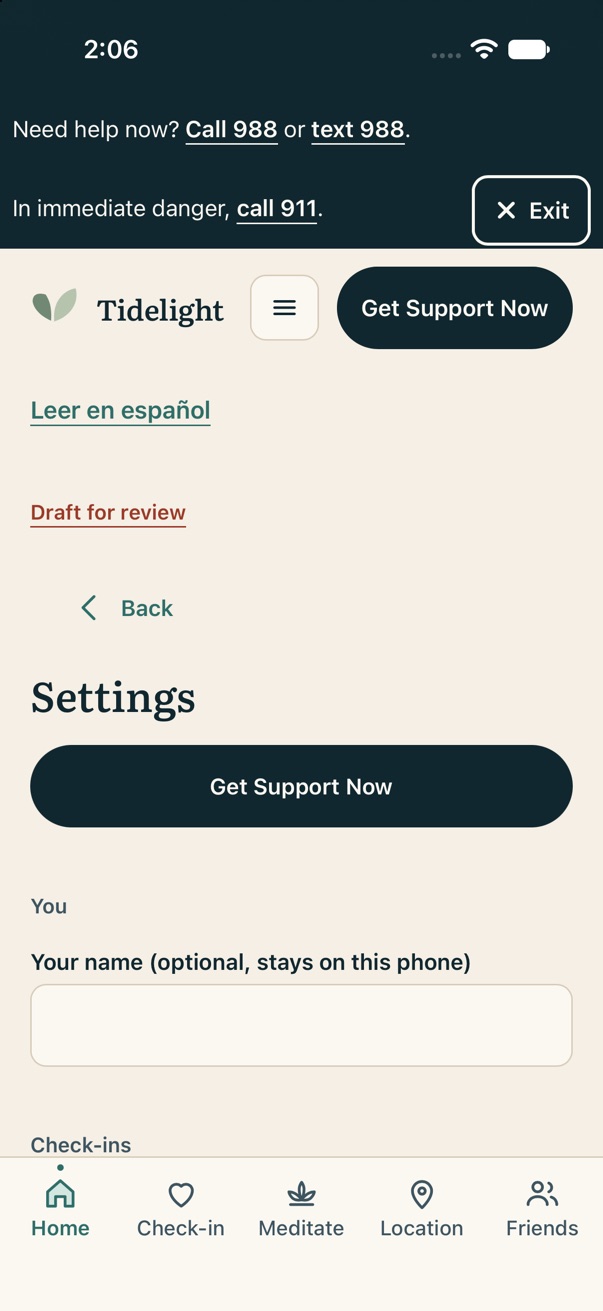 2:06
Need help now? Call 988 or text 988.
In immediate danger, call 911.
Exit
Tidelight
Get Support Now
Leer en español
Draft for review
Back
Settings
Get Support Now
You
Your name (optional, stays on this phone)
Check-ins
Home Check-in Meditate Location Friends